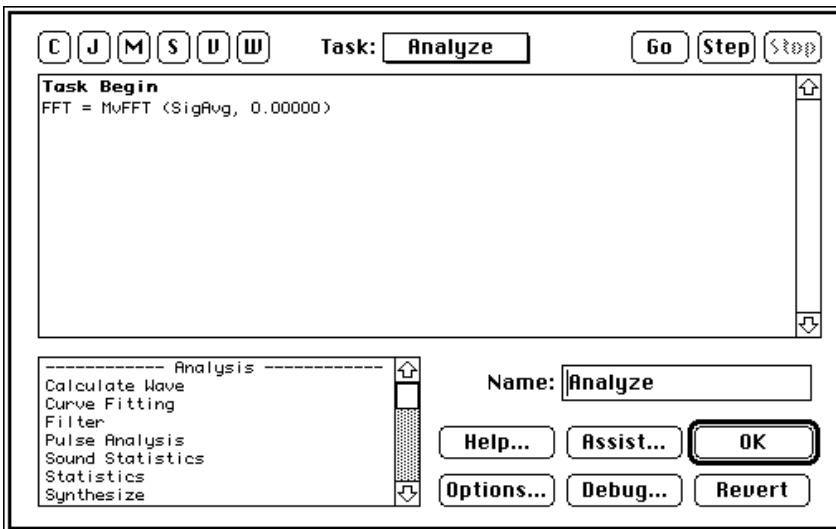 C J M S V W Task: Analyze Go Step Stop
Task Begin
FFT = MvFFT (SigAvg, 0.00000)
------------ Analysis ------------
Calculate Wave
Curve Fitting
Filter
Pulse Analysis
Sound Statistics
Statistics
Synthesize
Name: Analyze
Help... Assist... OK
Options... Debug... Revert